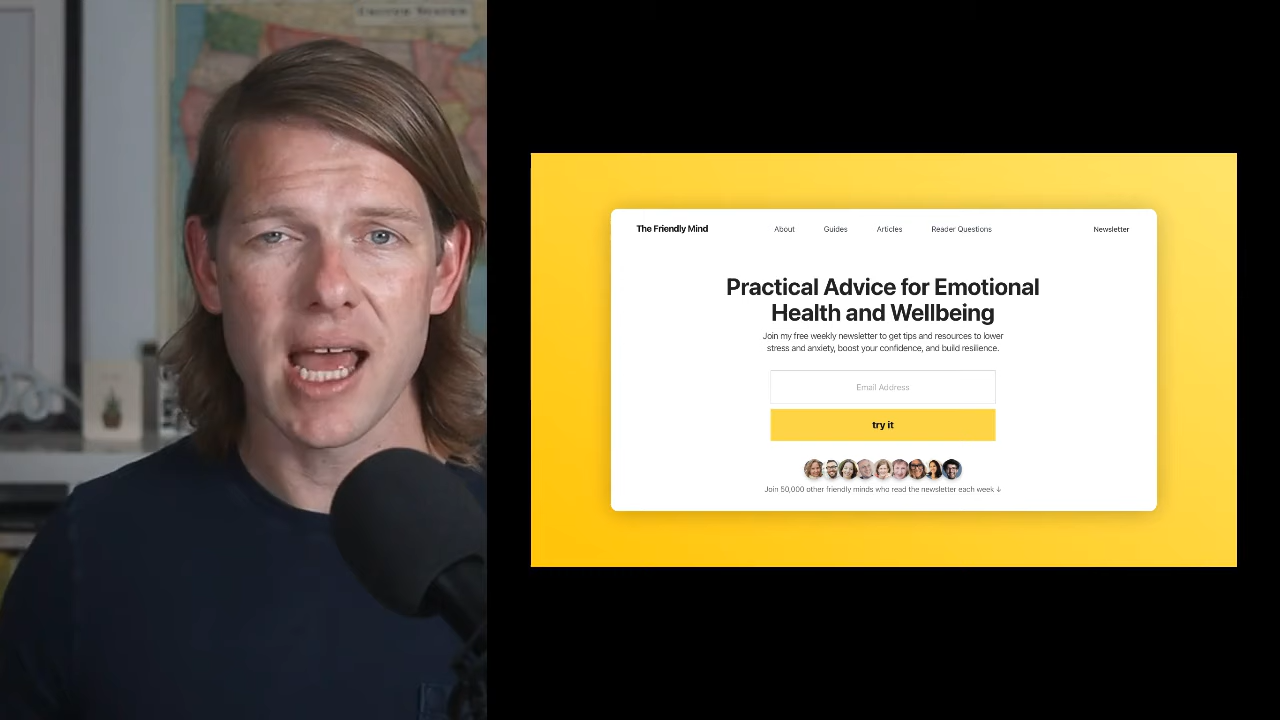 UNITED STATES
The Friendly Mind
About
Guides
Articles
Reader Questions
Newsletter
Practical Advice for Emotional
Health and Wellbeing
Join my free weekly newsletter to get tips and resources to lower
stress and anxiety, boost your confidence, and build resilience.
Email Address
try it
Join 50,000 other friendly minds who read the newsletter each week ↓